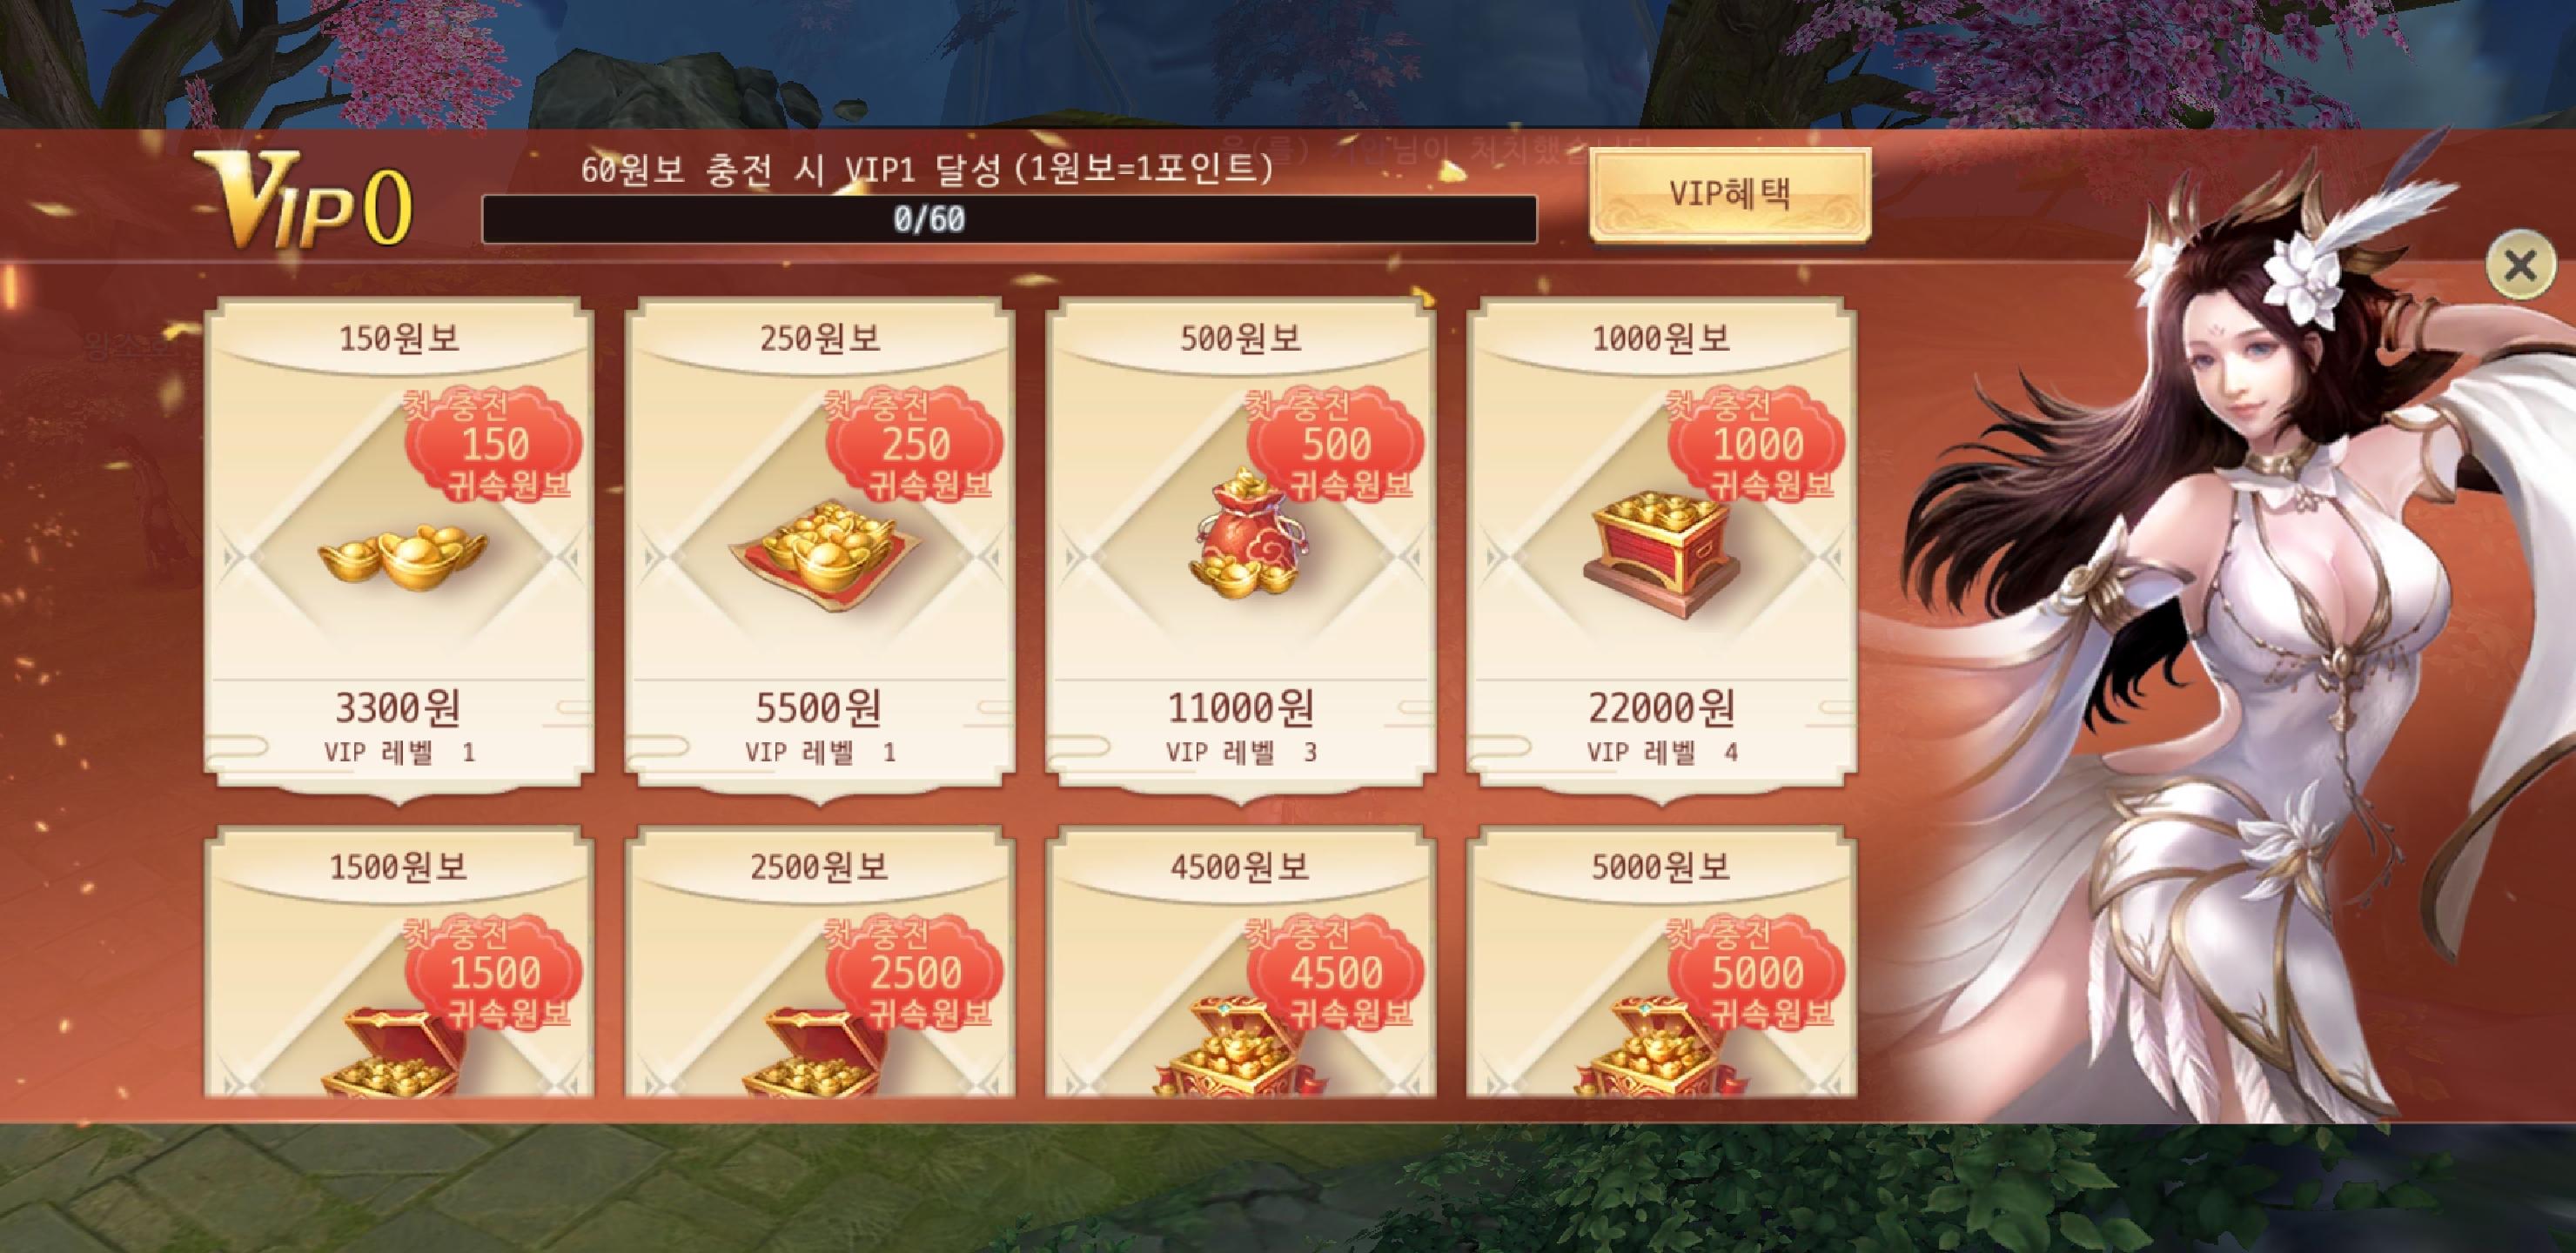 60원보 충전 시 VIP1 달성(1원보=1포인트)
VIP0
0/60
VIP혜택
150원보
첫 충전
150
귀속원보
3300원
VIP 레벨 1
250원보
첫 충전
250
귀속원보
5500원
VIP 레벨 1
500원보
첫 충전
500
귀속원보
11000원
VIP 레벨 3
1000원보
첫 충전
1000
귀속원보
22000원
VIP 레벨 4
1500원보
첫 충전
1500
귀속원보
2500원보
첫 충전
2500
귀속원보
4500원보
첫 충전
4500
귀속원보
5000원보
첫 충전
5000
귀속원보